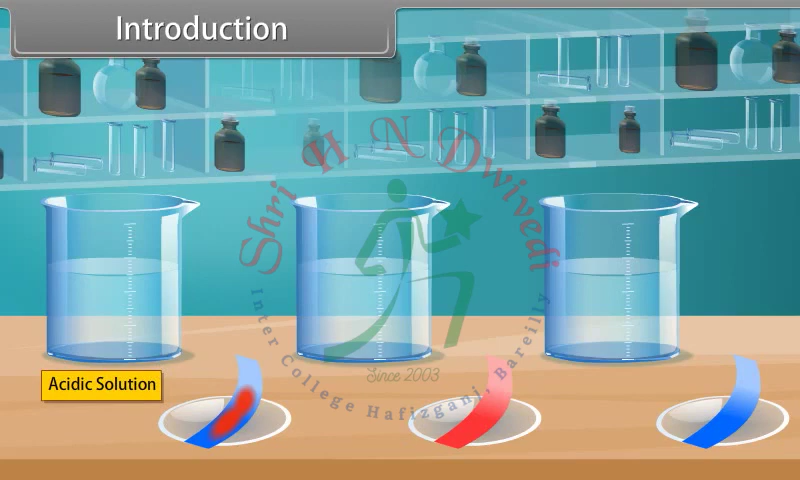 Introduction
Shri H N Dwivedi
Inter College Hafizganj, Bareilly
Since 2003
Acidic Solution